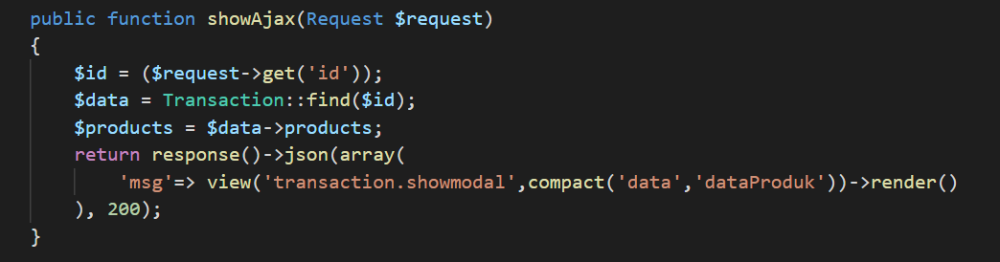 public function showAjax(Request $request)
{
    $id = ($request->get('id'));
    $data = Transaction::find($id);
    $products = $data->products;
    return response()->json(array(
        'msg'=> view('transaction.showmodal',compact('data','dataProduk'))->render()
    ), 200);
}